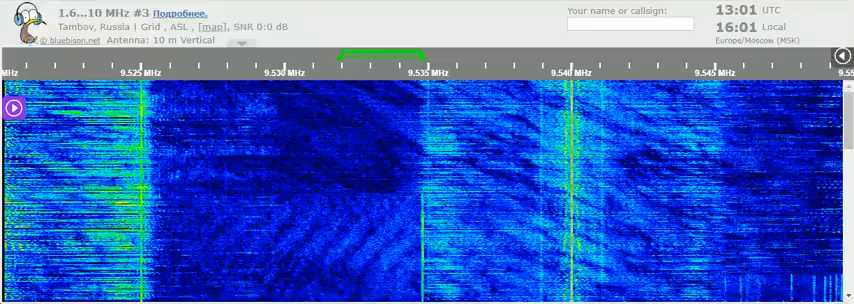 1.6...10 MHz #3 Подробнее.
Tambov, Russia | Grid , ASL , [map], SNR 0:0 dB
© bluebison.net Antenna: 10 m Vertical
Your name or callsign:
13:01 UTC
16:01 Local
Europe/Moscow (MSK)
MHz 9.525 MHz 9.530 MHz 9.535 MHz 9.540 MHz 9.545 MHz 9.55